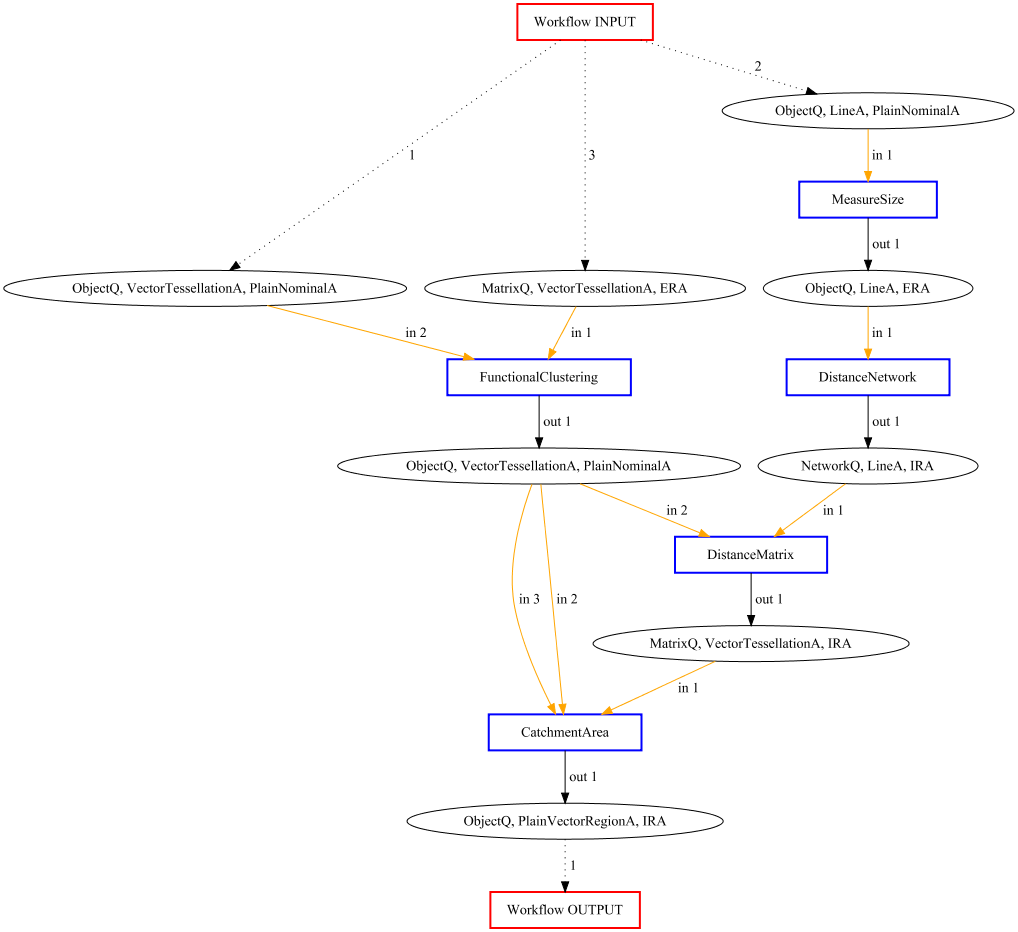 Workflow INPUT
2
ObjectQ, LineA, PlainNominalA
1
3
in 1
MeasureSize
out 1
ObjectQ, VectorTessellationA, PlainNominalA
MatrixQ, VectorTessellationA, ERA
ObjectQ, LineA, ERA
in 2
in 1
in 1
FunctionalClustering
DistanceNetwork
out 1
out 1
ObjectQ, VectorTessellationA, PlainNominalA
NetworkQ, LineA, IRA
in 2
in 1
DistanceMatrix
in 3
in 2
out 1
MatrixQ, VectorTessellationA, IRA
in 1
CatchmentArea
out 1
ObjectQ, PlainVectorRegionA, IRA
1
Workflow OUTPUT